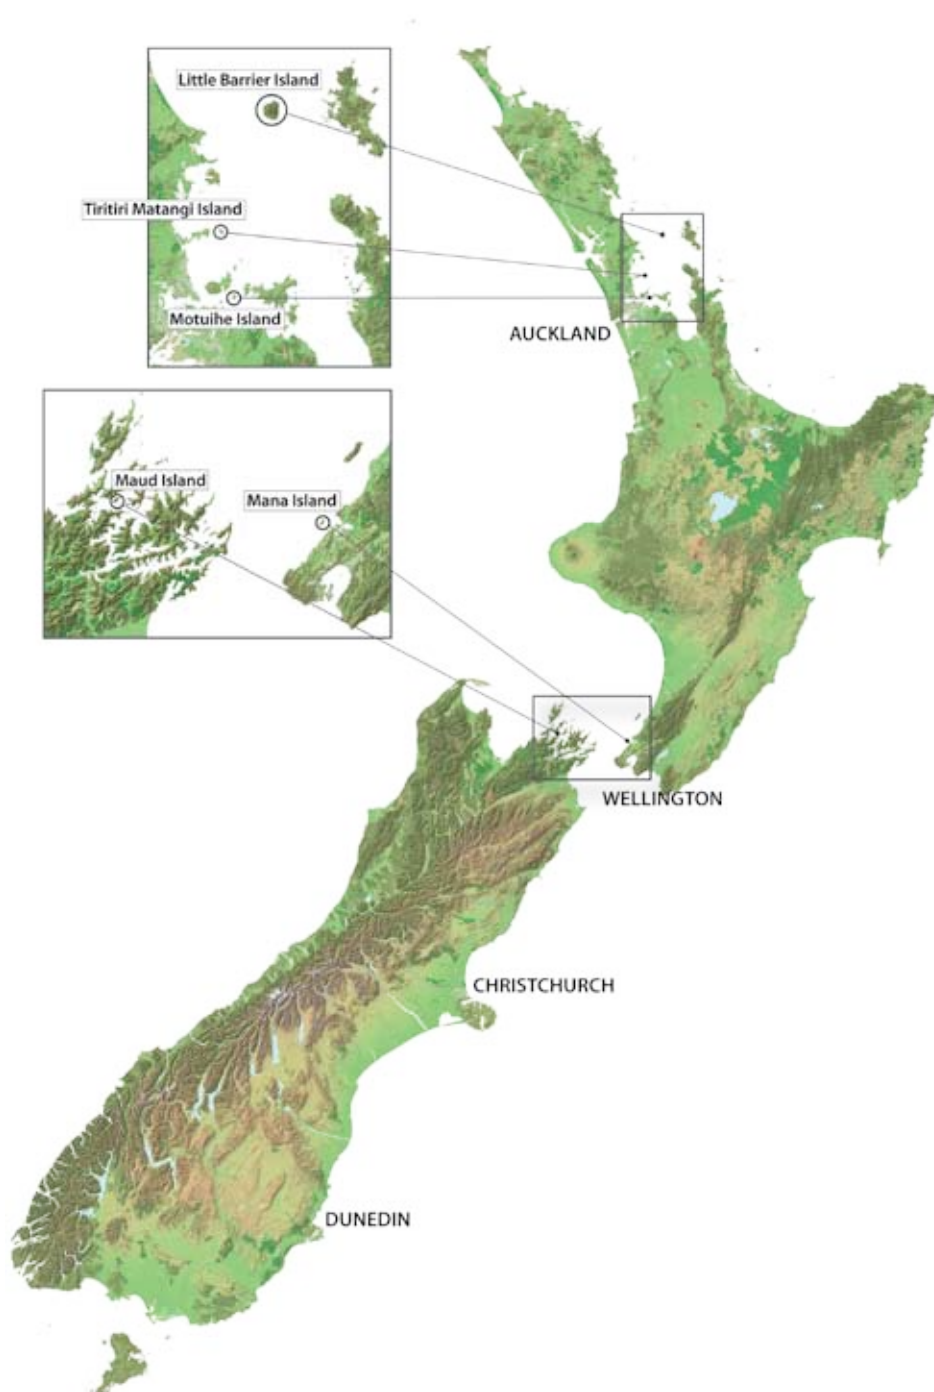 Little Barrier Island
Tiritiri Matangi Island
Motuihe Island
AUCKLAND
Maud Island
Mana Island
WELLINGTON
CHRISTCHURCH
DUNEDIN